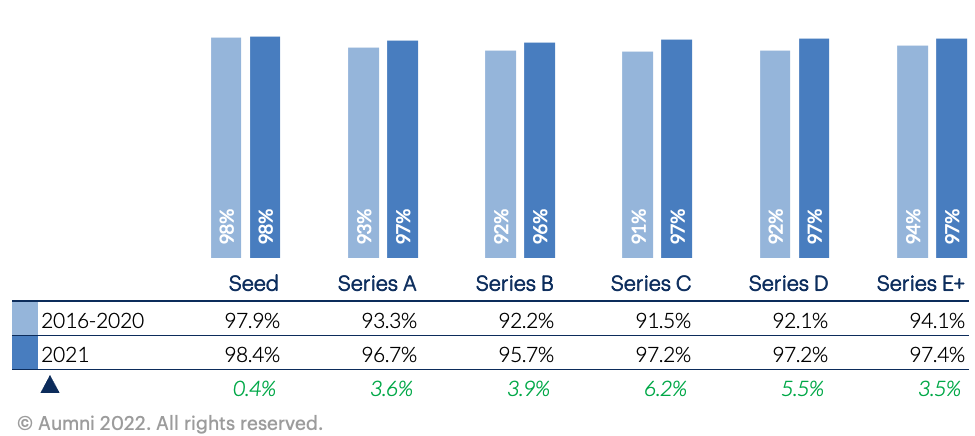 98% 98% 93% 97% 92% 96% 91% 97% 92% 97% 94% 97%
Seed Series A Series B Series C Series D Series E+
2016-2020 97.9% 93.3% 92.2% 91.5% 92.1% 94.1%
2021 98.4% 96.7% 95.7% 97.2% 97.2% 97.4%
▲ 0.4% 3.6% 3.9% 6.2% 5.5% 3.5%
© Aumni 2022. All rights reserved.